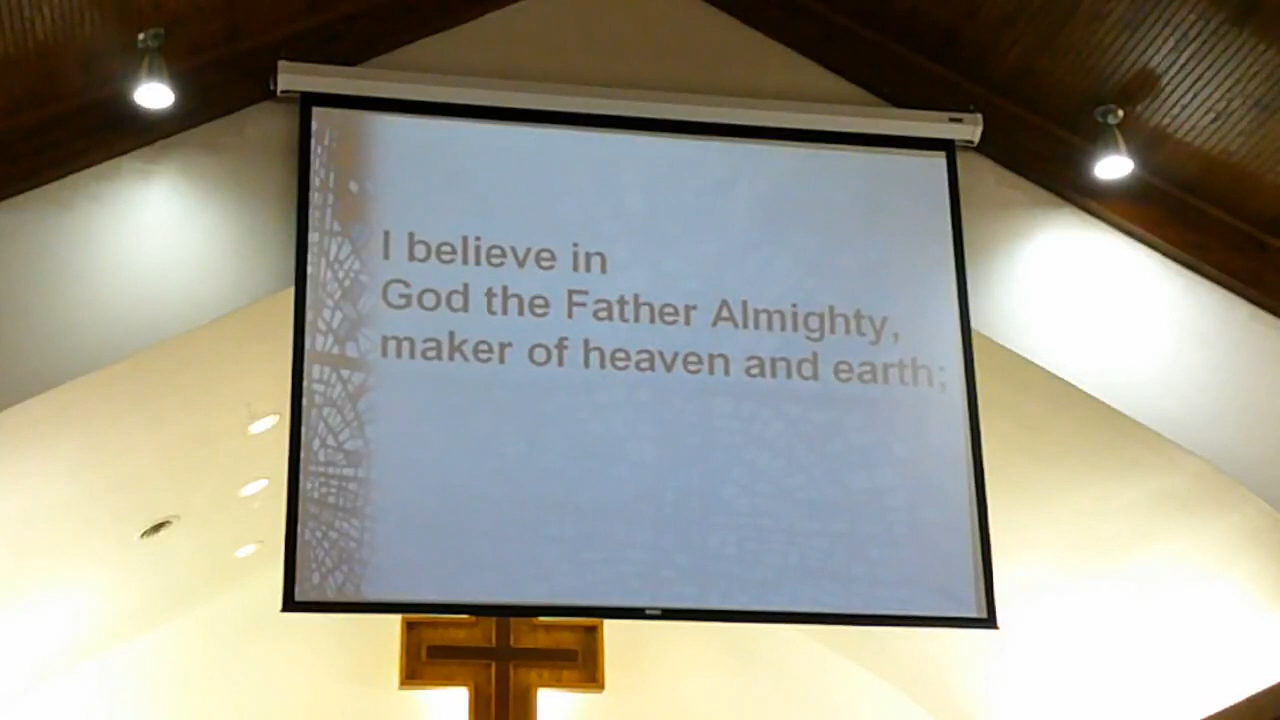 I believe in
God the Father Almighty,
maker of heaven and earth;